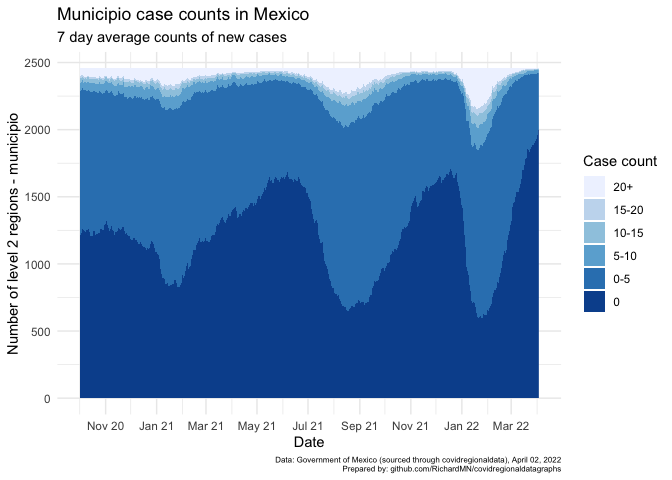 Municipio case counts in Mexico
7 day average counts of new cases
Number of level 2 regions - municipio
2500
2000
1500
1000
500
0
Nov 20 Jan 21 Mar 21 May 21 Jul 21 Sep 21 Nov 21 Jan 22 Mar 22
Date
Case count
20+
15-20
10-15
5-10
0-5
0
Data: Government of Mexico (sourced through covidregionaldata), April 02, 2022
Prepared by: github.com/RichardMN/covidregionaldatagraphs